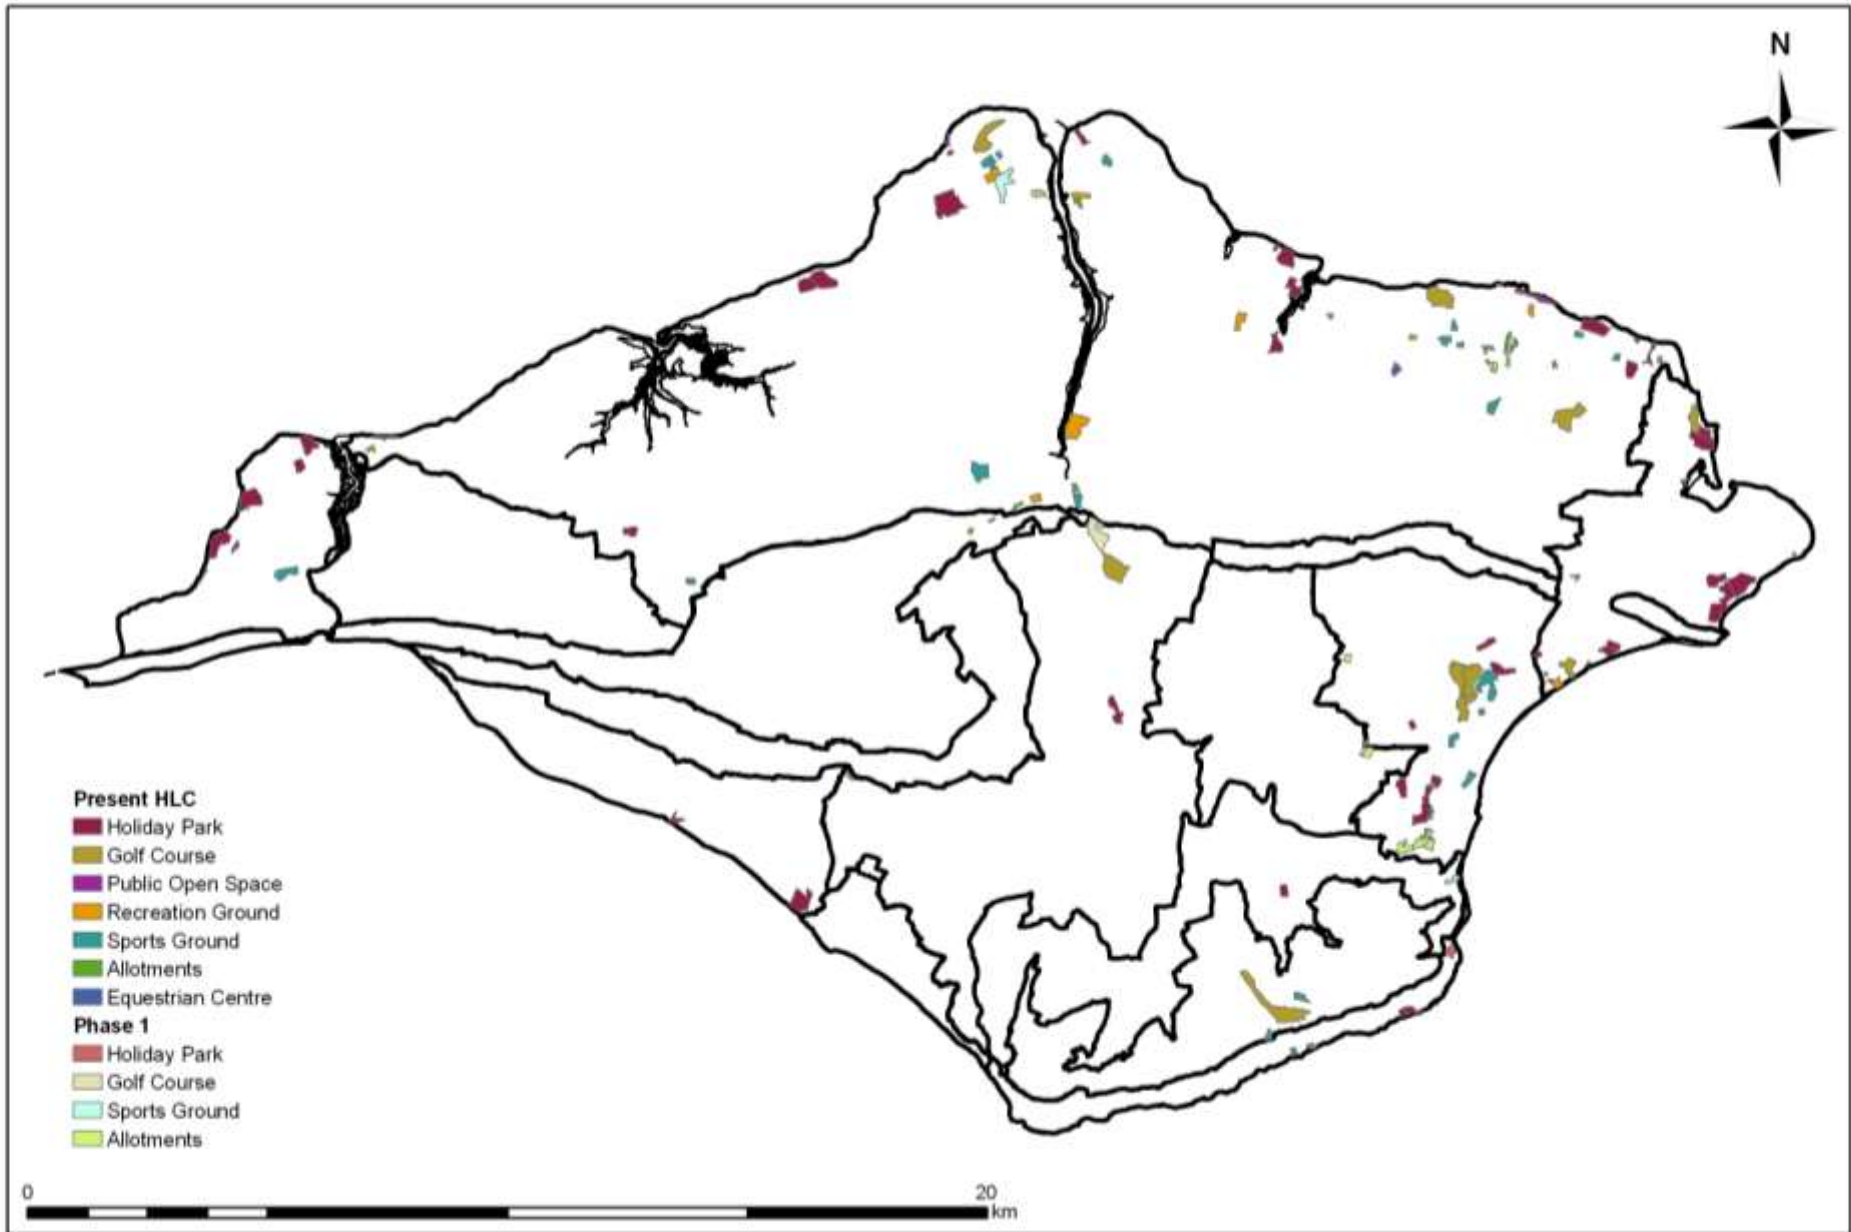 N
Present HLC
Holiday Park
Golf Course
Public Open Space
Recreation Ground
Sports Ground
Allotments
Equestrian Centre
Phase 1
Holiday Park
Golf Course
Sports Ground
Allotments
0 20
km